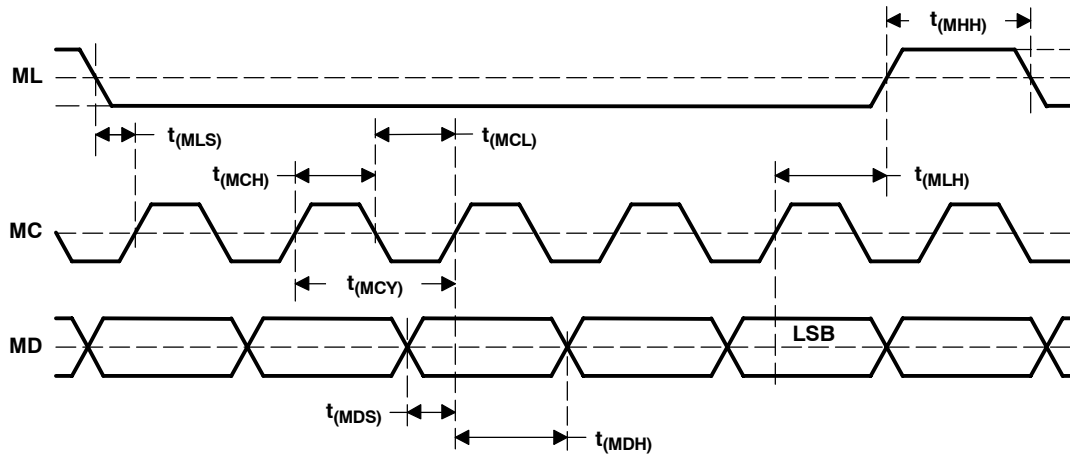 t(MHH)
ML
t(MLS)
t(MCL)
t(MCH)
t(MLH)
MC
t(MCY)
LSB
MD
t(MDS)
t(MDH)